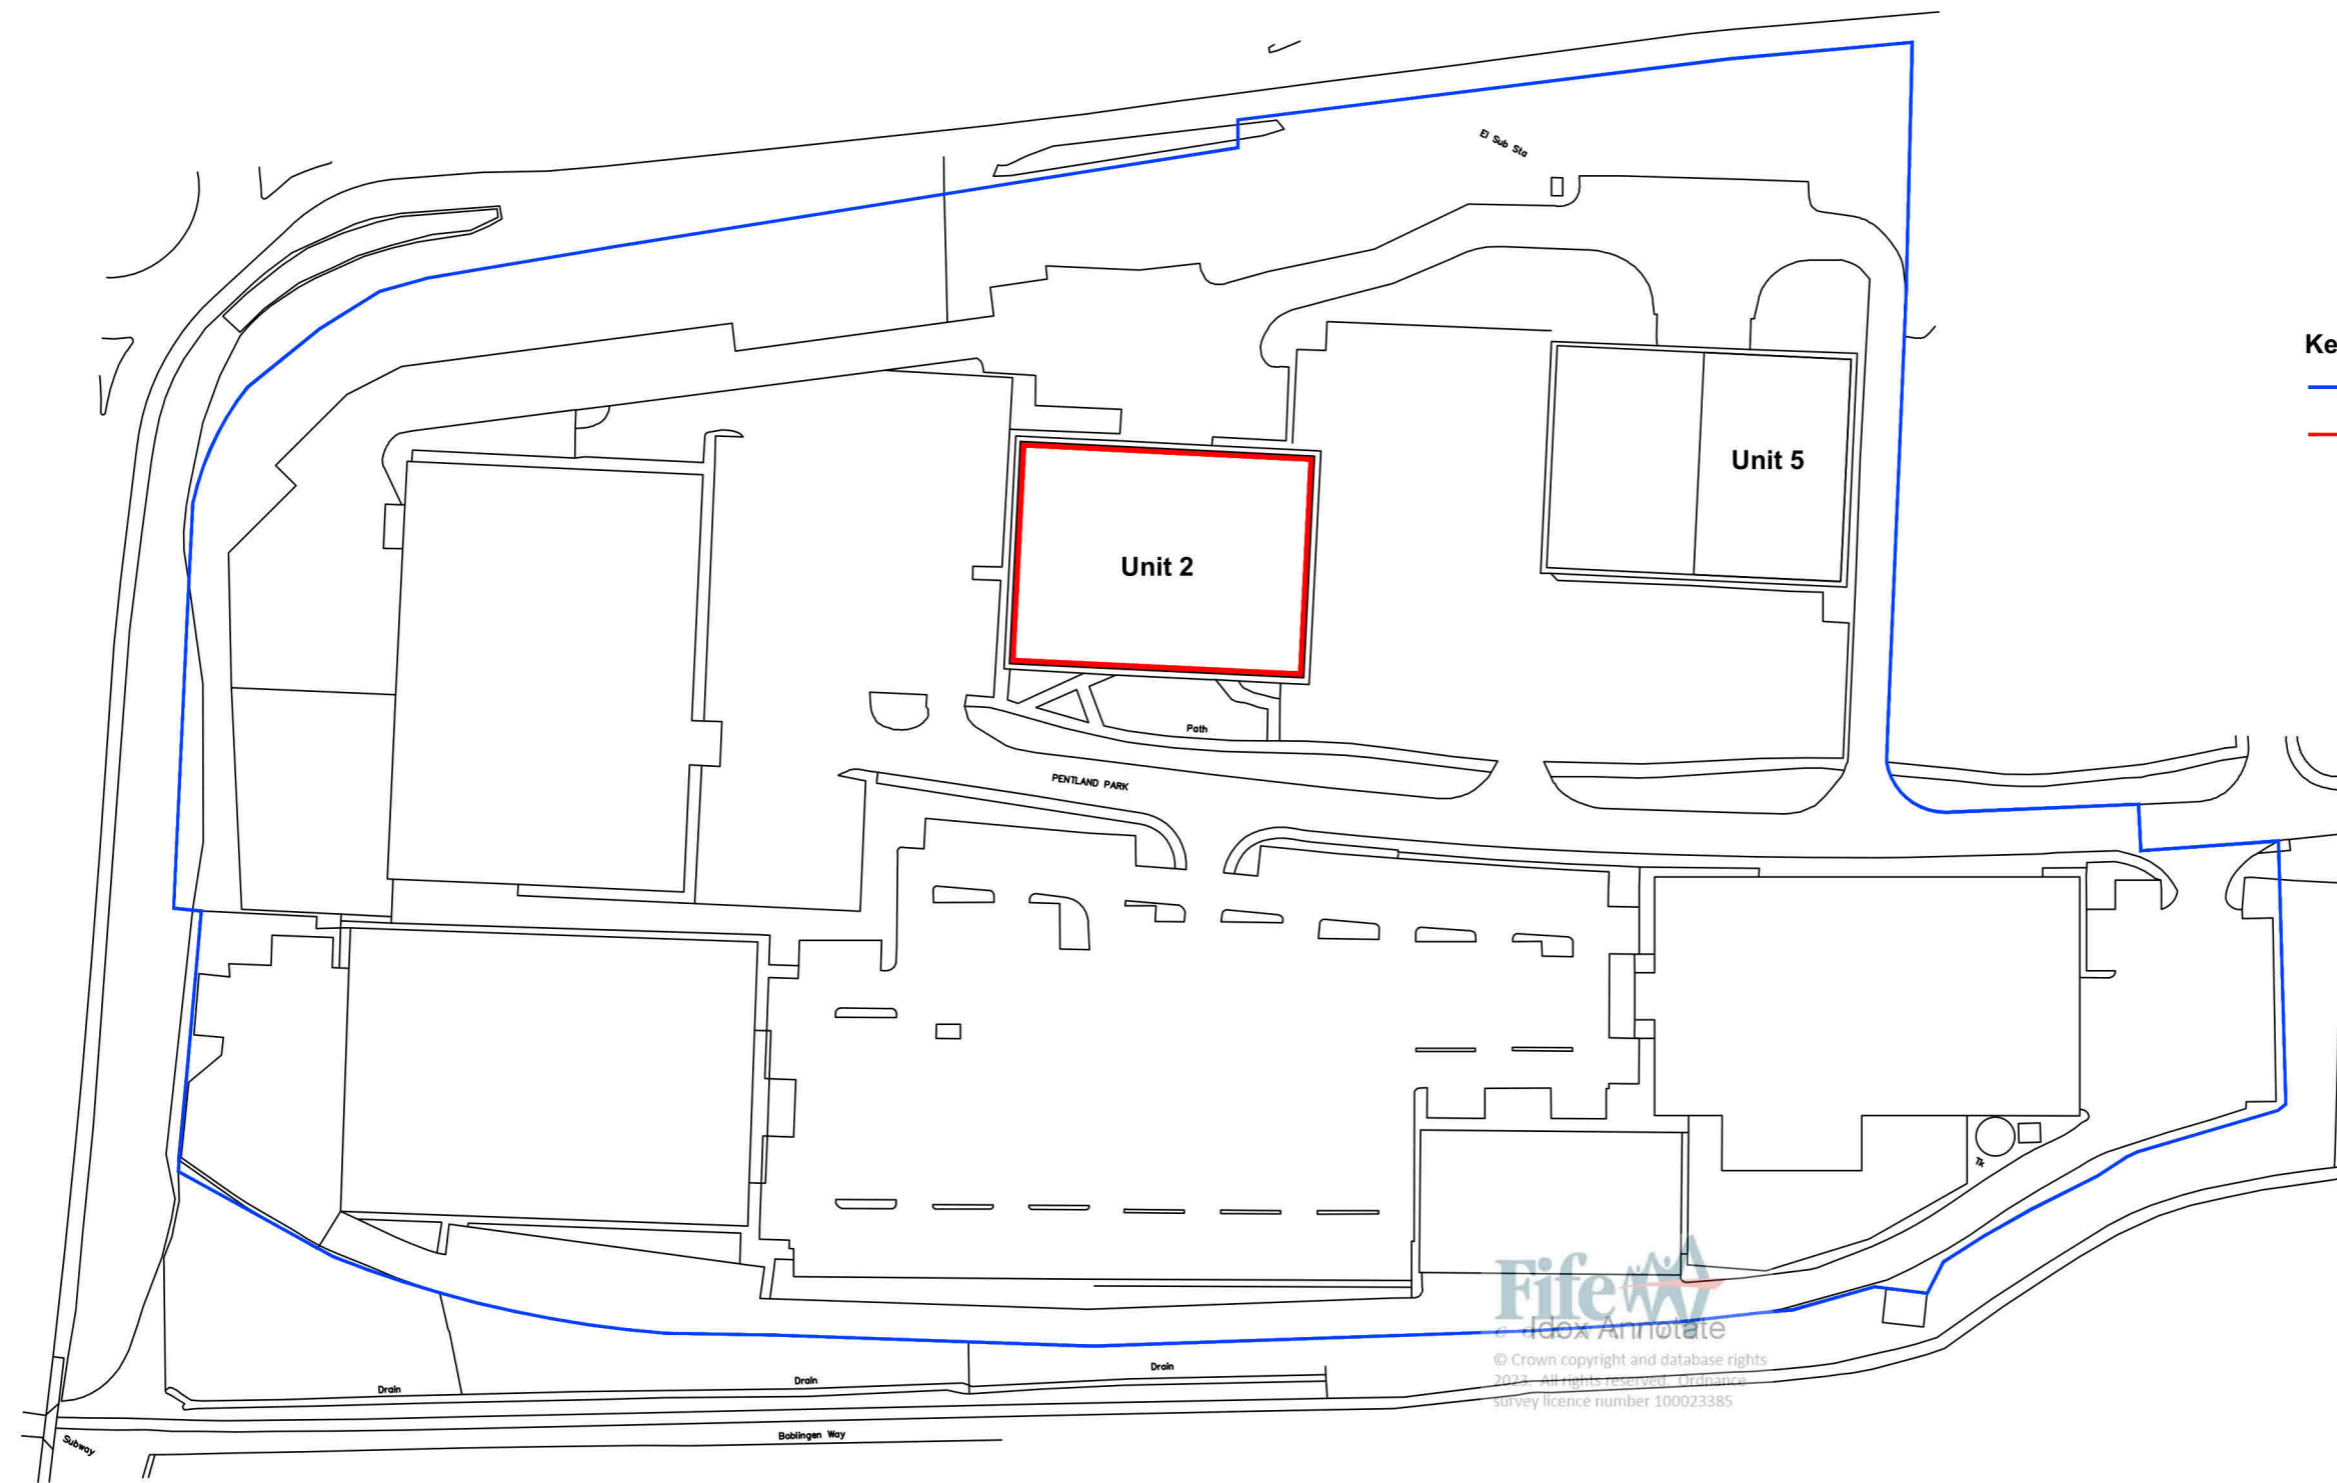 El Sub Sta
Ke
Unit 5
Unit 2
Path
PENTLAND PARK
Tk
Fife
Idox Annotate
© Crown copyright and database rights
2023. All rights reserved. Ordnance
survey licence number 100023385
Drain
Drain
Drain
Boblingen Way
Subway